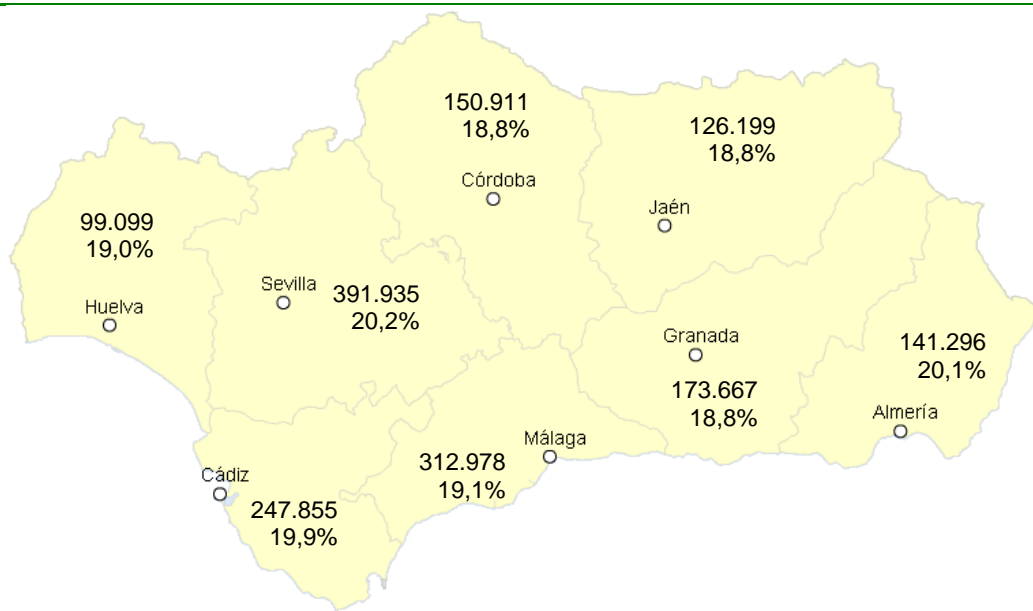 150.911
18,8%
Córdoba
126.199
18,8%
Jaén
99.099
19,0%
Huelva
Sevilla
391.935
20,2%
Granada
173.667
18,8%
141.296
20,1%
Almería
Málaga
312.978
19,1%
Cádiz
247.855
19,9%